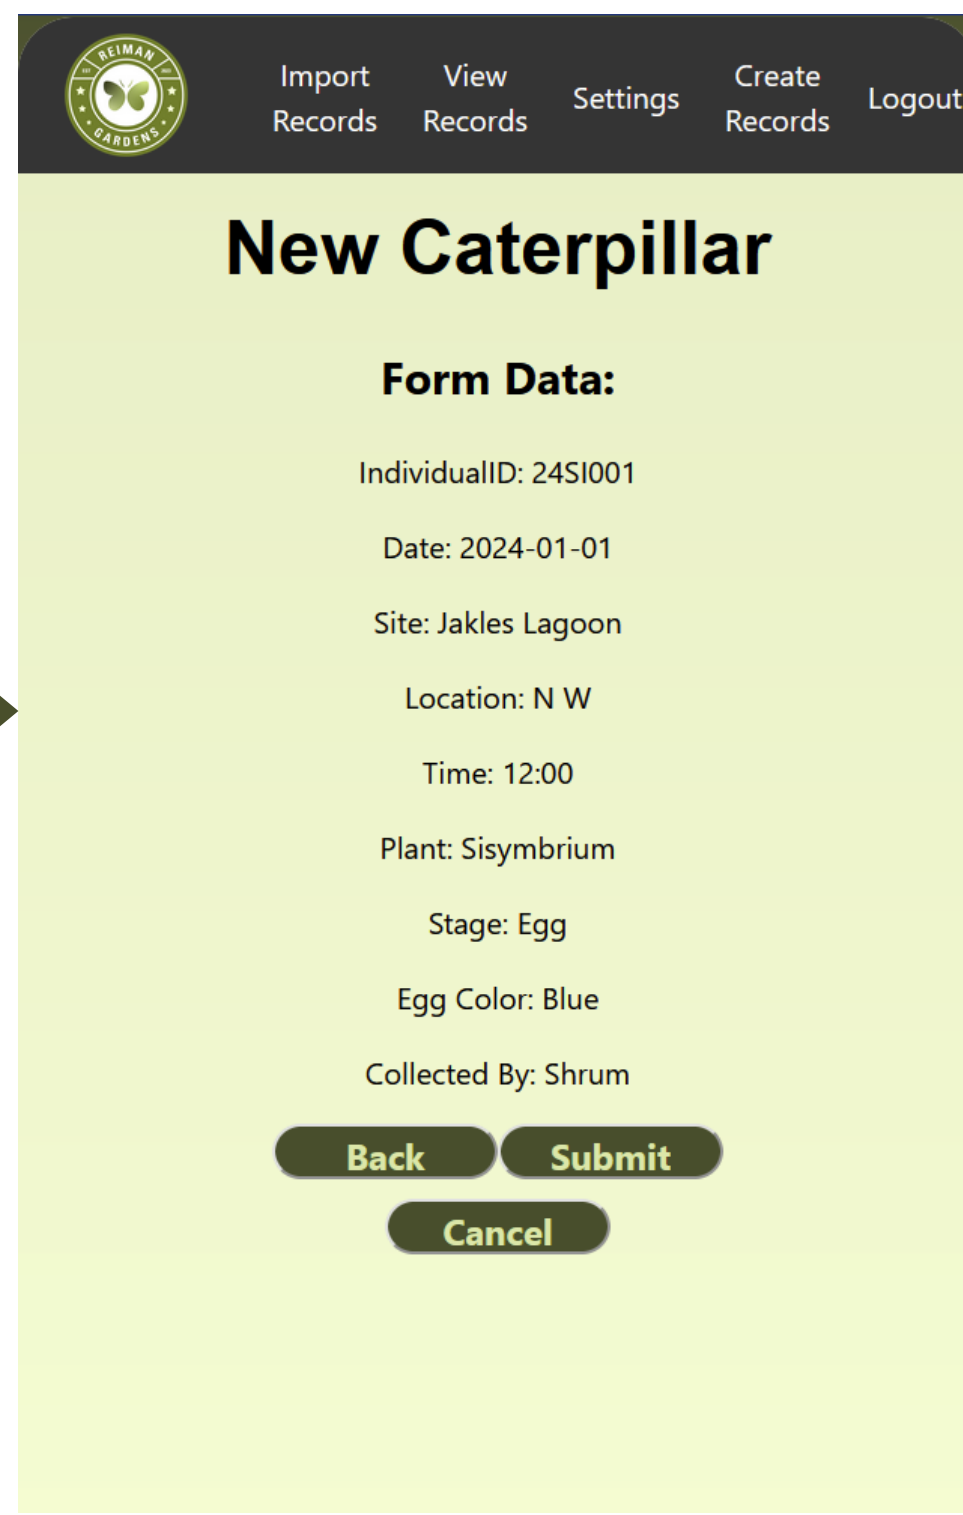 REIMAN
GARDENS
Import
Records
View
Records
Settings
Create
Records
Logout
New Caterpillar
Form Data:
IndividualID: 24SI001
Date: 2024-01-01
Site: Jakles Lagoon
Location: N W
Time: 12:00
Plant: Sisymbrium
Stage: Egg
Egg Color: Blue
Collected By: Shrum
Back
Submit
Cancel